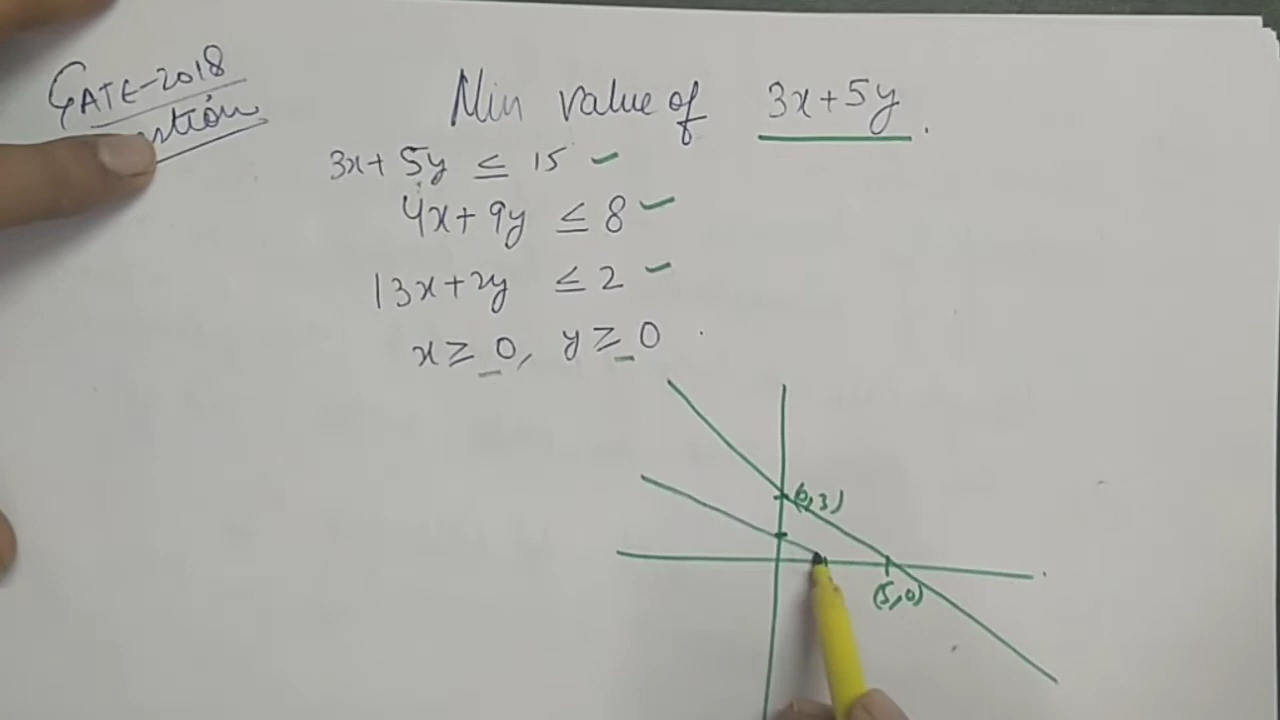 GATE-2018
Min value of 3x+5y.
3x+5y ≤ 15
4x+9y ≤ 8
13x+2y ≤ 2
x ≥ 0, y ≥ 0
(0,3)
(5,0)